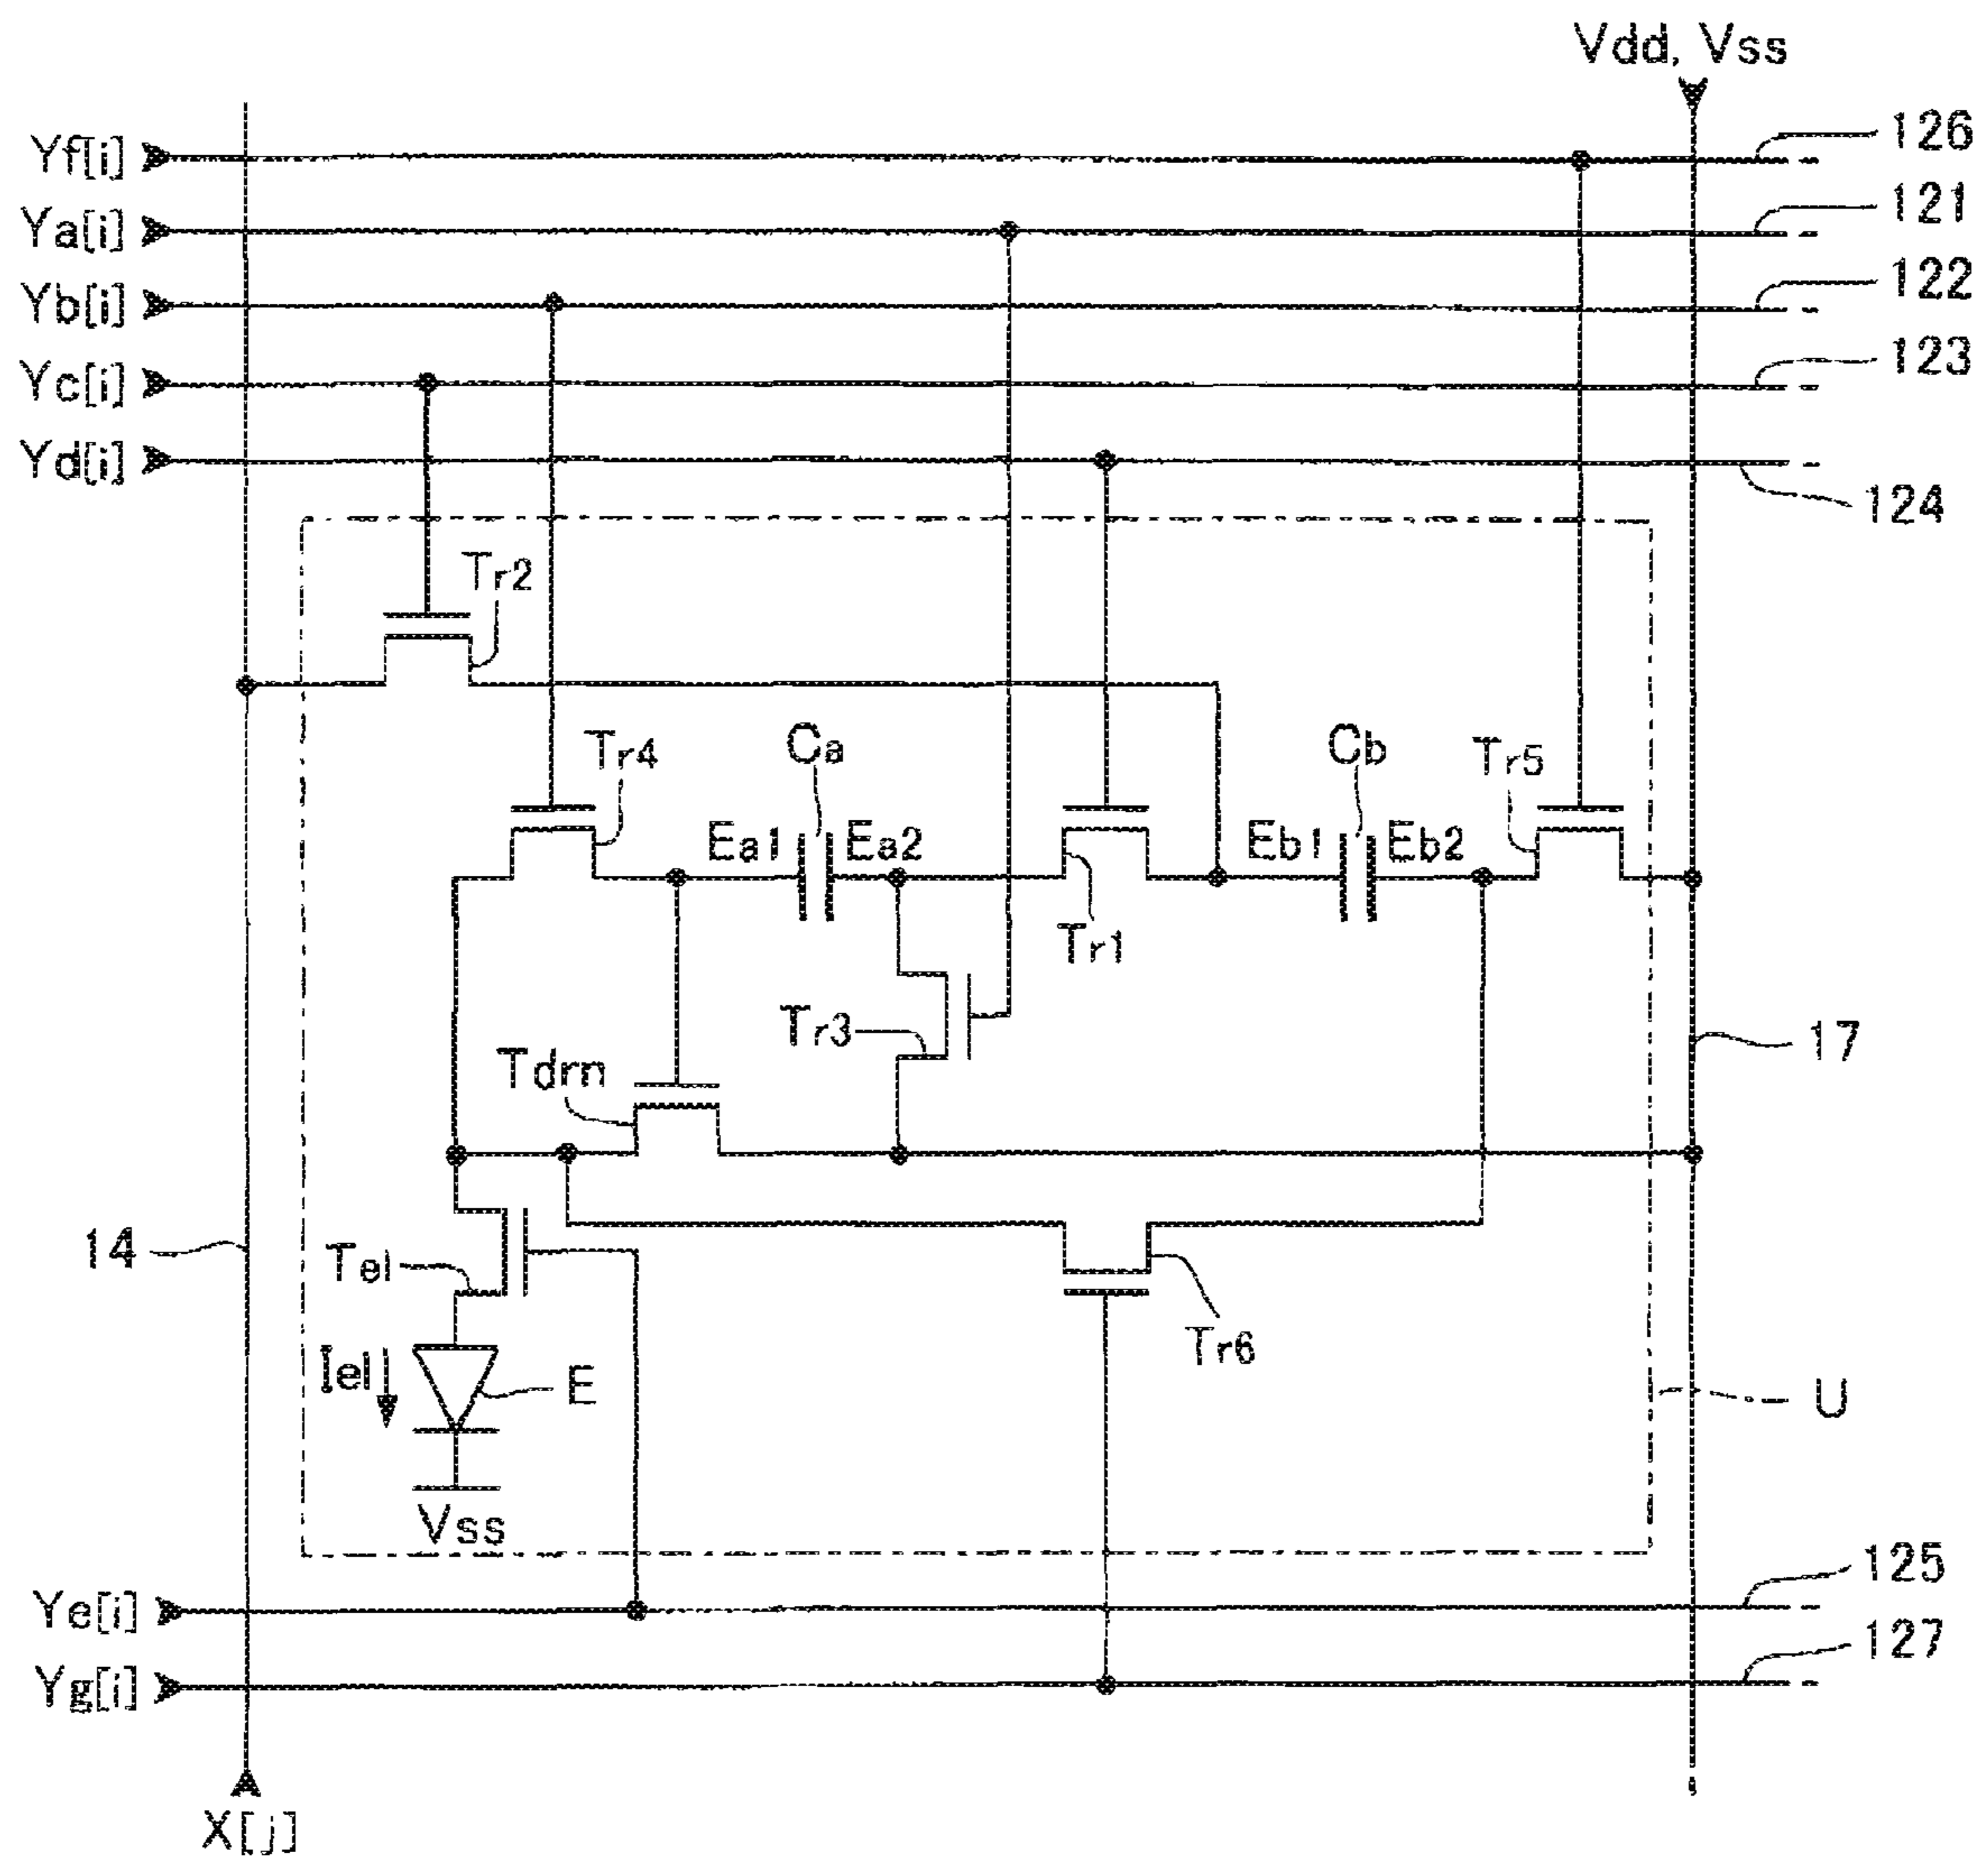 Vdd, Vss
Yf[i]
126
Ya[i]
121
Yb[i]
122
Yc[i]
123
Yd[i]
124
Tr2
Tr4
Ca
Cb
Tr5
Ea1
Ea2
Eb1
Eb2
Tr1
Tr3
17
Tdrn
14
Tel
Tr6
Iel
E
U
Vss
125
Ye[i]
127
Yg[i]
X[j]